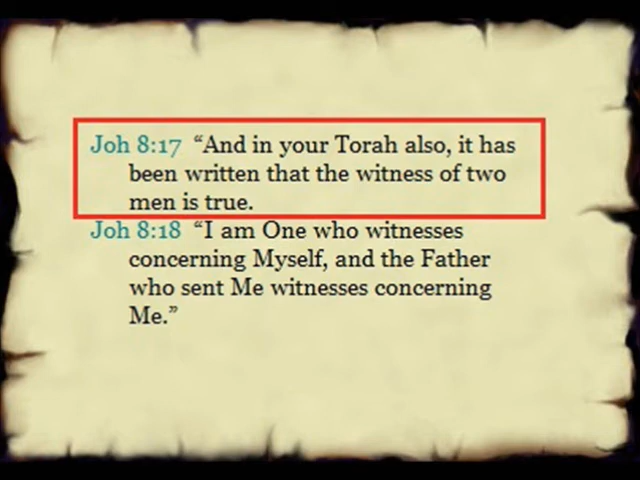 Joh 8:17 “And in your Torah also, it has
been written that the witness of two
men is true.
Joh 8:18 “I am One who witnesses
concerning Myself, and the Father
who sent Me witnesses concerning
Me.”